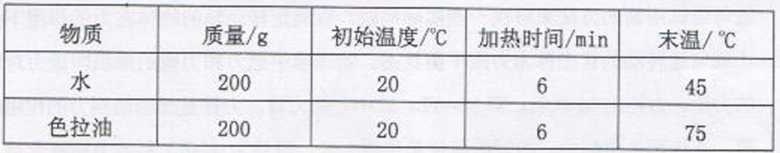 物质 质量/g 初始温度/℃ 加热时间/min 末温/℃
水 200 20 6 45
色拉油 200 20 6 75